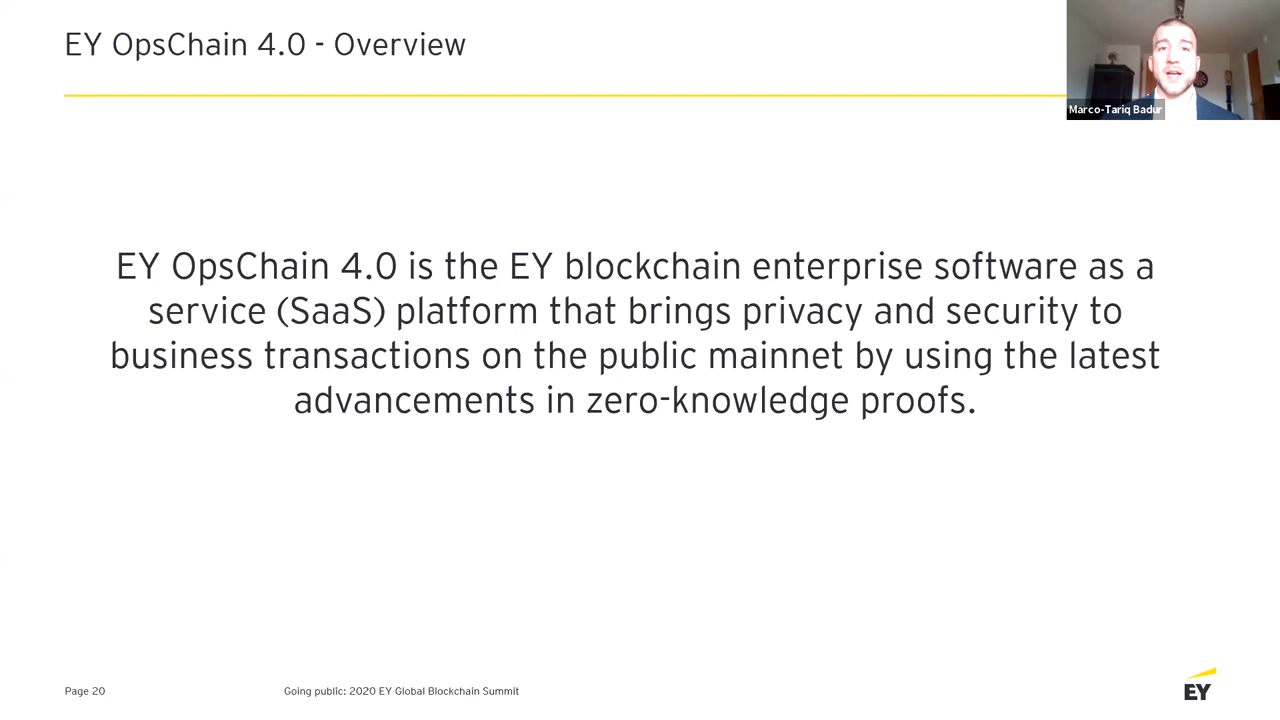 EY OpsChain 4.0 - Overview
Marco-Tariq Badur
EY OpsChain 4.0 is the EY blockchain enterprise software as a
service (SaaS) platform that brings privacy and security to
business transactions on the public mainnet by using the latest
advancements in zero-knowledge proofs.
Page 20
Going public: 2020 EY Global Blockchain Summit
EY